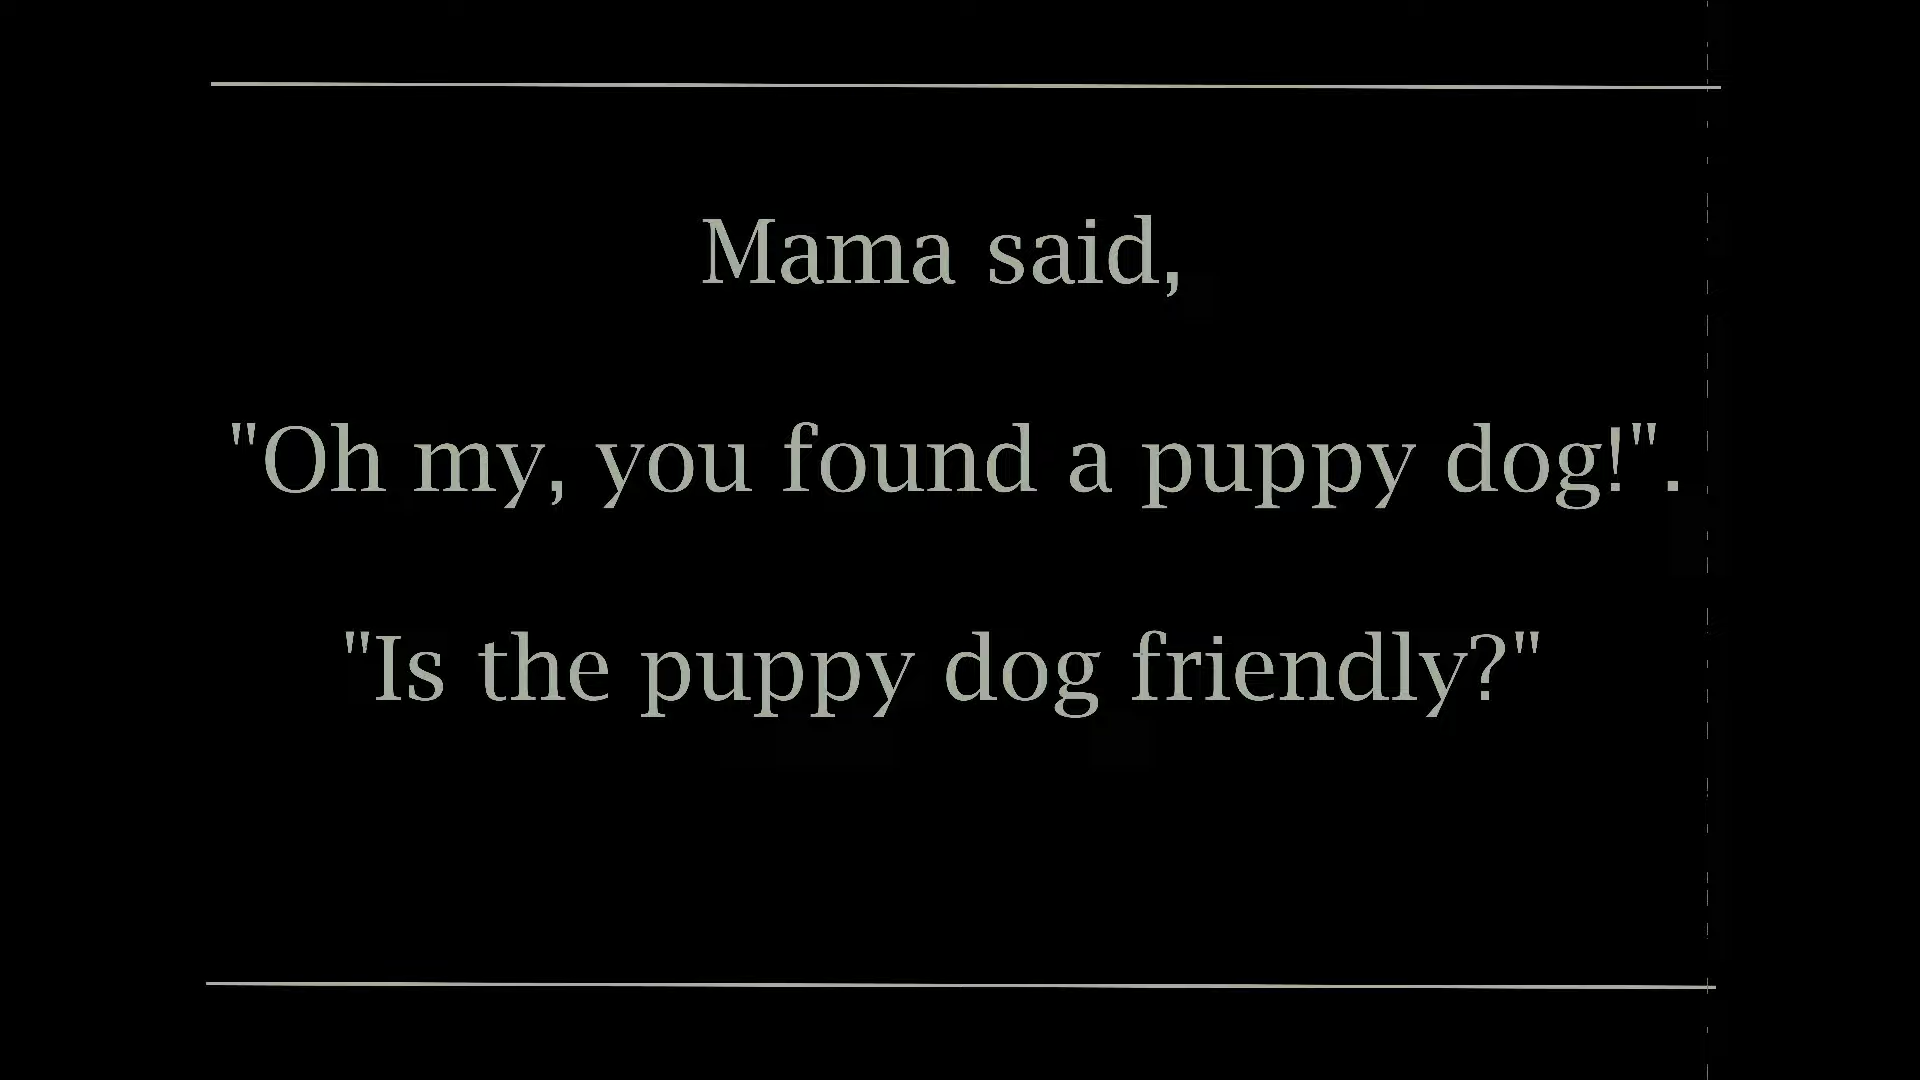 Mama said,
"Oh my, you found a puppy dog!".
"Is the puppy dog friendly?"